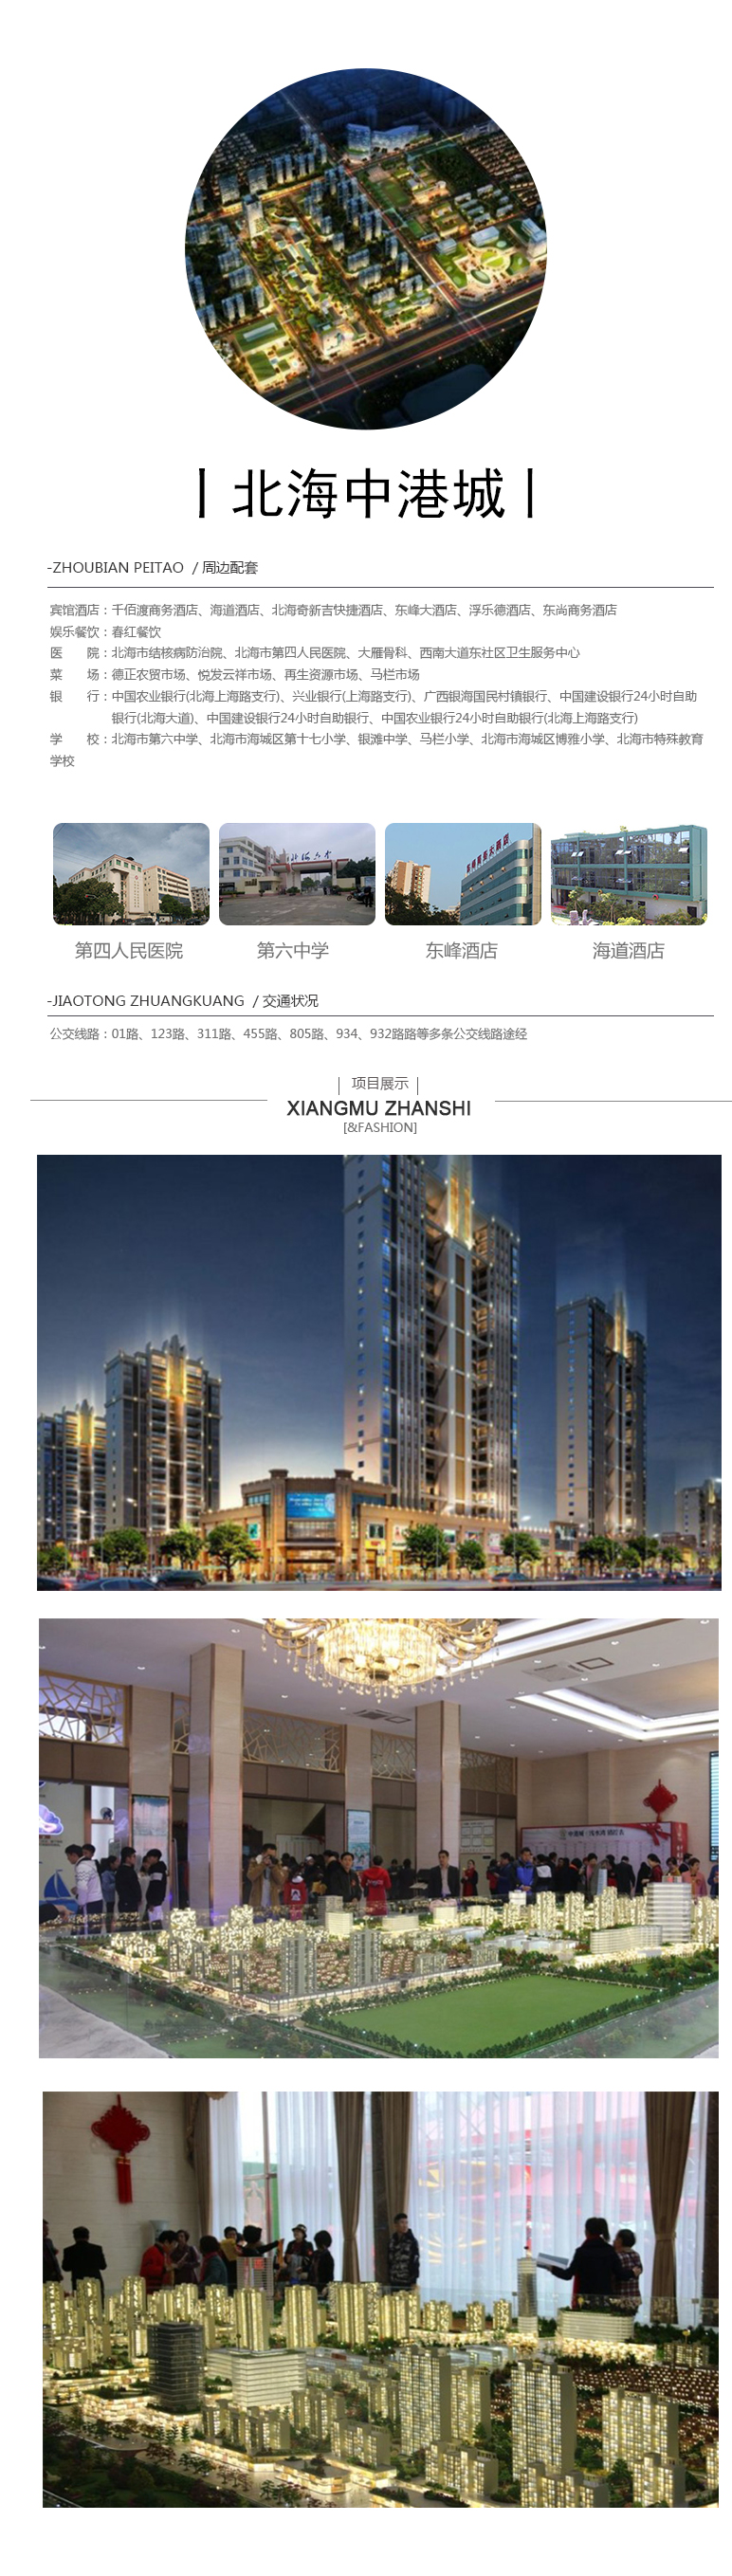 丨北海中港城丨
-ZHOUBIAN PEITAO / 周边配套
宾馆酒店：千佰渡商务酒店、海道酒店、北海奇新吉快捷酒店、东峰大酒店、浮乐德酒店、东尚商务酒店
娱乐餐饮：春红餐饮
医　　院：北海市结核病防治院、北海市第四人民医院、大雁骨科、西南大道东社区卫生服务中心
菜　　场：德正农贸市场、悦发云祥市场、再生资源市场、马栏市场
银　　行：中国农业银行(北海上海路支行)、兴业银行(上海路支行)、广西银海国民村镇银行、中国建设银行24小时自助
银行(北海大道)、中国建设银行24小时自助银行、中国农业银行24小时自助银行(北海上海路支行)
学　　校：北海市第六中学、北海市海城区第十七小学、银滩中学、马栏小学、北海市海城区博雅小学、北海市特殊教育
学校
第四人民医院
第六中学
东峰酒店
海道酒店
-JIAOTONG ZHUANGKUANG / 交通状况
公交线路：01路、123路、311路、455路、805路、934、932路路等多条公交线路途经
| 项目展示 |
XIANGMU ZHANSHI
[&FASHION]